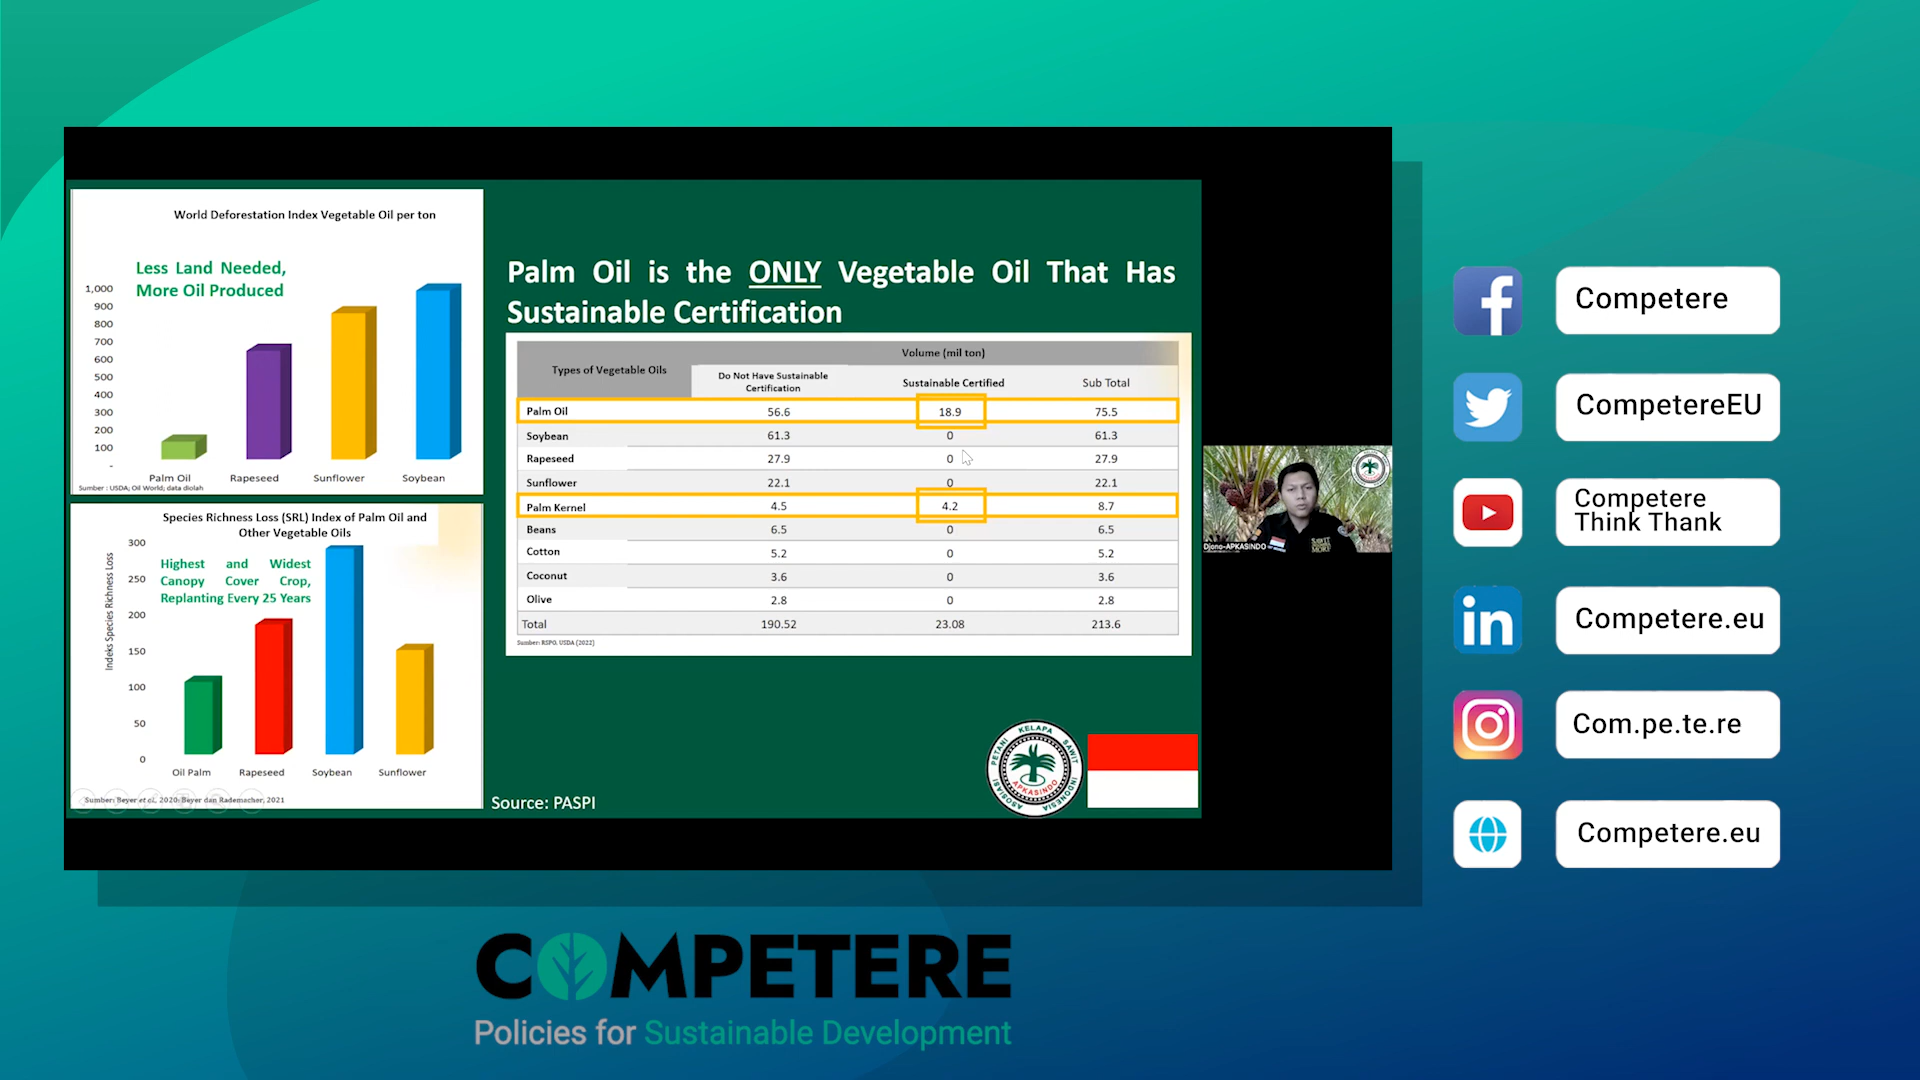 World Deforestation Index Vegetable Oil per ton
Less Land Needed,
More Oil Produced
1,000
900
800
700
600
500
400
300
200
100
-
Palm Oil Rapeseed Sunflower Soybean
Sumber : USDA; Oil World; data diolah
Species Richness Loss (SRL) Index of Palm Oil and
Other Vegetable Oils
Highest and Widest
Canopy Cover Crop,
Replanting Every 25 Years
Indeks Species Richness Loss
300
250
200
150
100
50
0
Oil Palm Rapeseed Soybean Sunflower
Sumber: Beyer et al., 2020; Beyer dan Rademacher, 2021
Palm Oil is the ONLY Vegetable Oil That Has
Sustainable Certification
Types of Vegetable Oils
Volume (mil ton)
Do Not Have Sustainable
Certification
Sustainable Certified
Sub Total
Palm Oil 56.6 18.9 75.5
Soybean 61.3 0 61.3
Rapeseed 27.9 0 27.9
Sunflower 22.1 0 22.1
Palm Kernel 4.5 4.2 8.7
Beans 6.5 0 6.5
Cotton 5.2 0 5.2
Coconut 3.6 0 3.6
Olive 2.8 0 2.8
Total 190.52 23.08 213.6
Sumber: RSPO, USDA (2022)
Source: PASPI
ASOSIASI PETANI KELAPA SAWIT INDONESIA
APKASINDO
Djono-APKASINDO
Competere
CompetereEU
Competere
Think Thank
in
Competere.eu
Com.pe.te.re
Competere.eu
COMPETERE
Policies for Sustainable Development